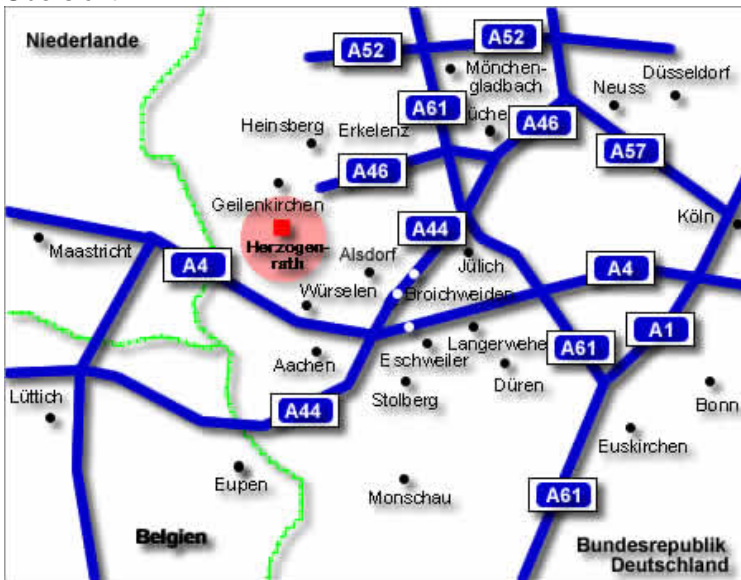 Niederlande
A52
A52
Mönchen-
gladbach
Düsseldorf
Neuss
A61
Heinsberg
Erkelenz
A46
A57
A46
Geilenkirchen
Köln
A44
Herzogen-
rath
Maastricht
Alsdorf
Jülich
A4
A4
Würselen
Broichweiden
A1
Langerwehe
A61
Aachen
Eschweiler
Düren
Stolberg
Bonn
Lüttich
A44
Euskirchen
Eupen
Monschau
A61
Belgien
Bundesrepublik
Deutschland